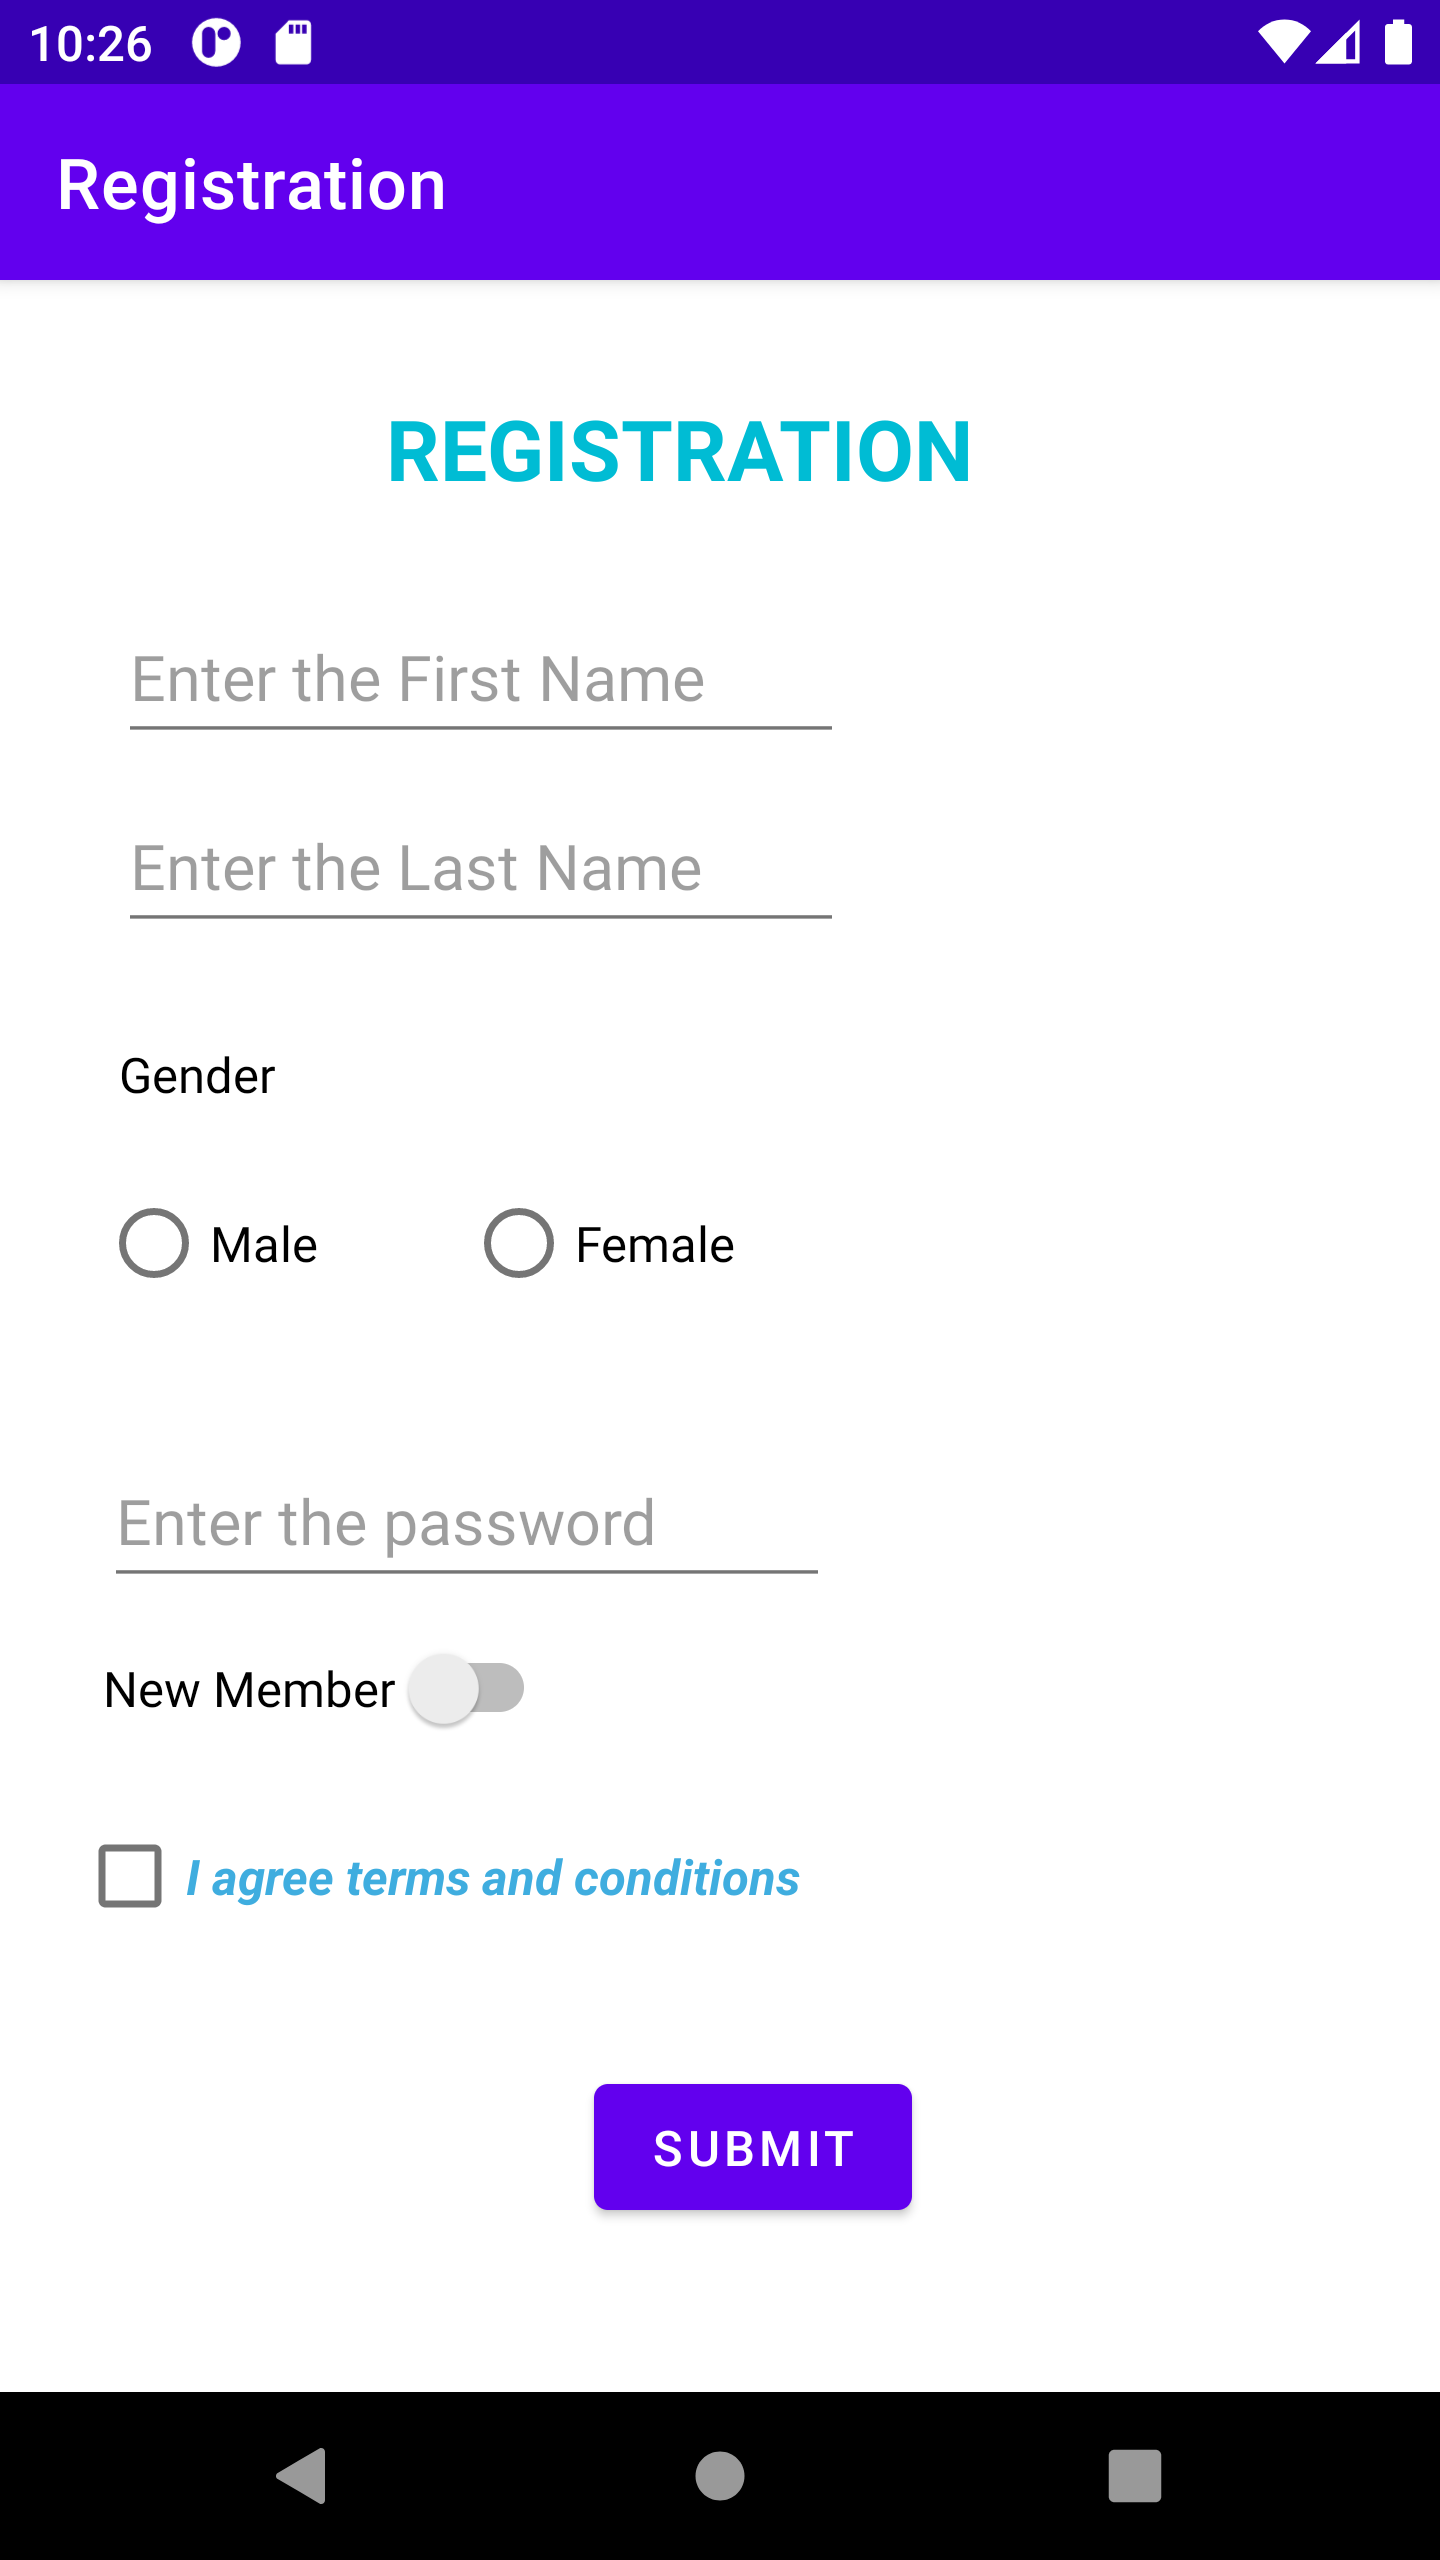 10:26
Registration
REGISTRATION
Enter the First Name
Enter the Last Name
Gender
Male Female
Enter the password
New Member
I agree terms and conditions
SUBMIT